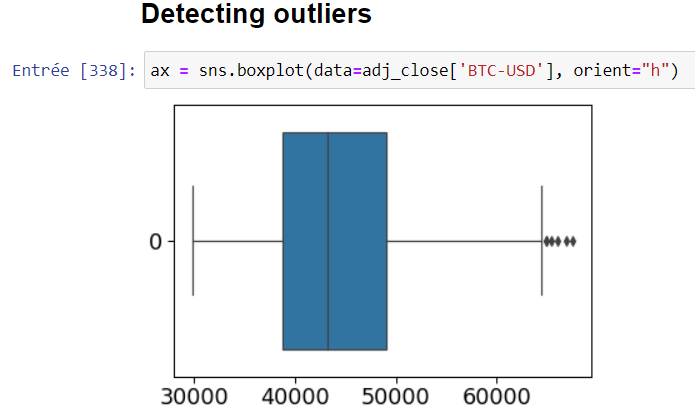 Detecting outliers
Entrée [338]: ax = sns.boxplot(data=adj_close['BTC-USD'], orient="h")
0
30000 40000 50000 60000